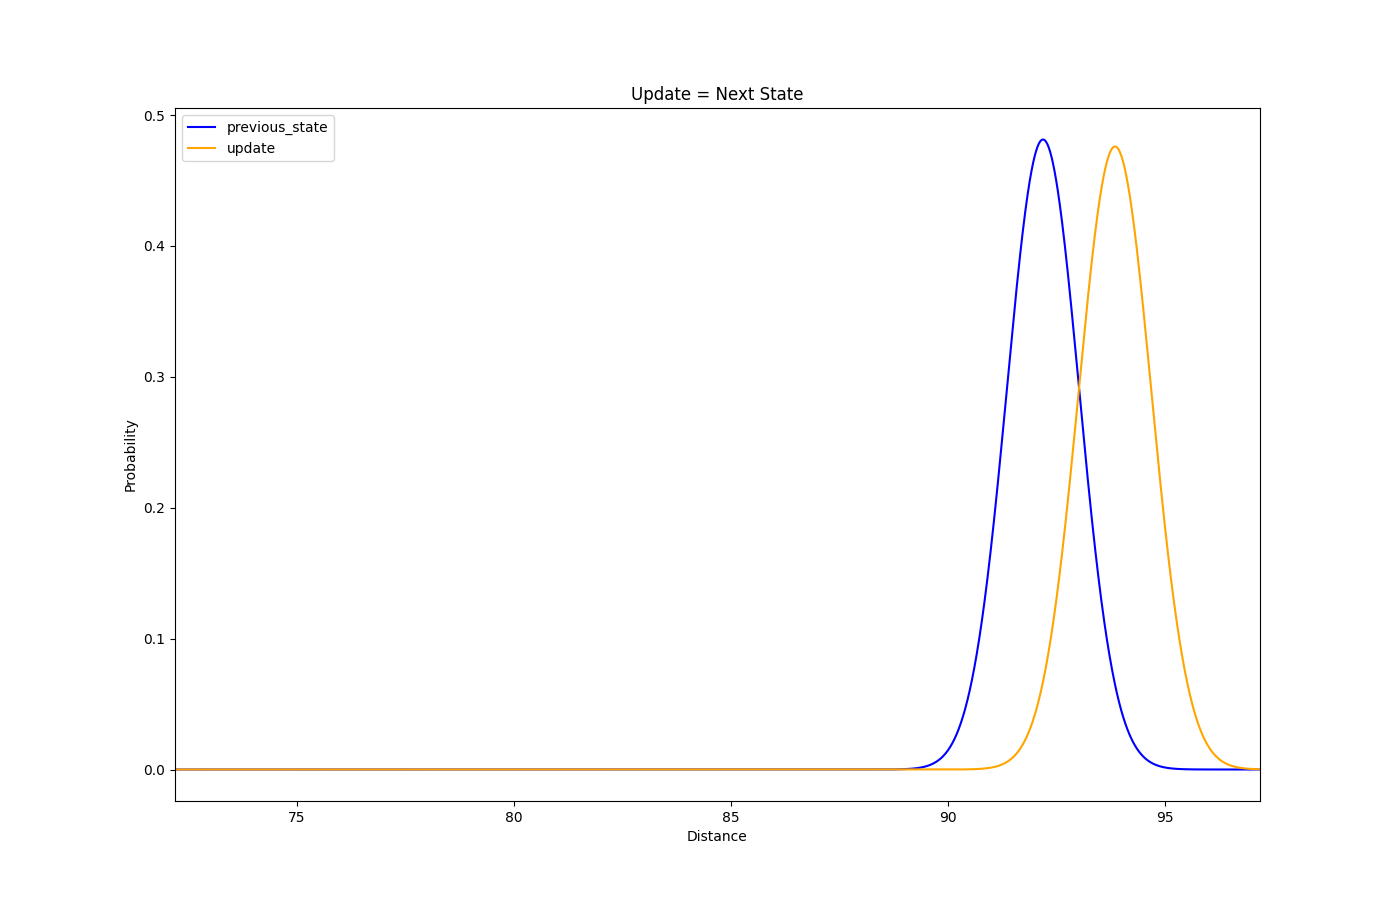 Update = Next State
previous_state
update
0.5
0.4
0.3
0.2
0.1
0.0
Probability
75
80
85
90
95
Distance